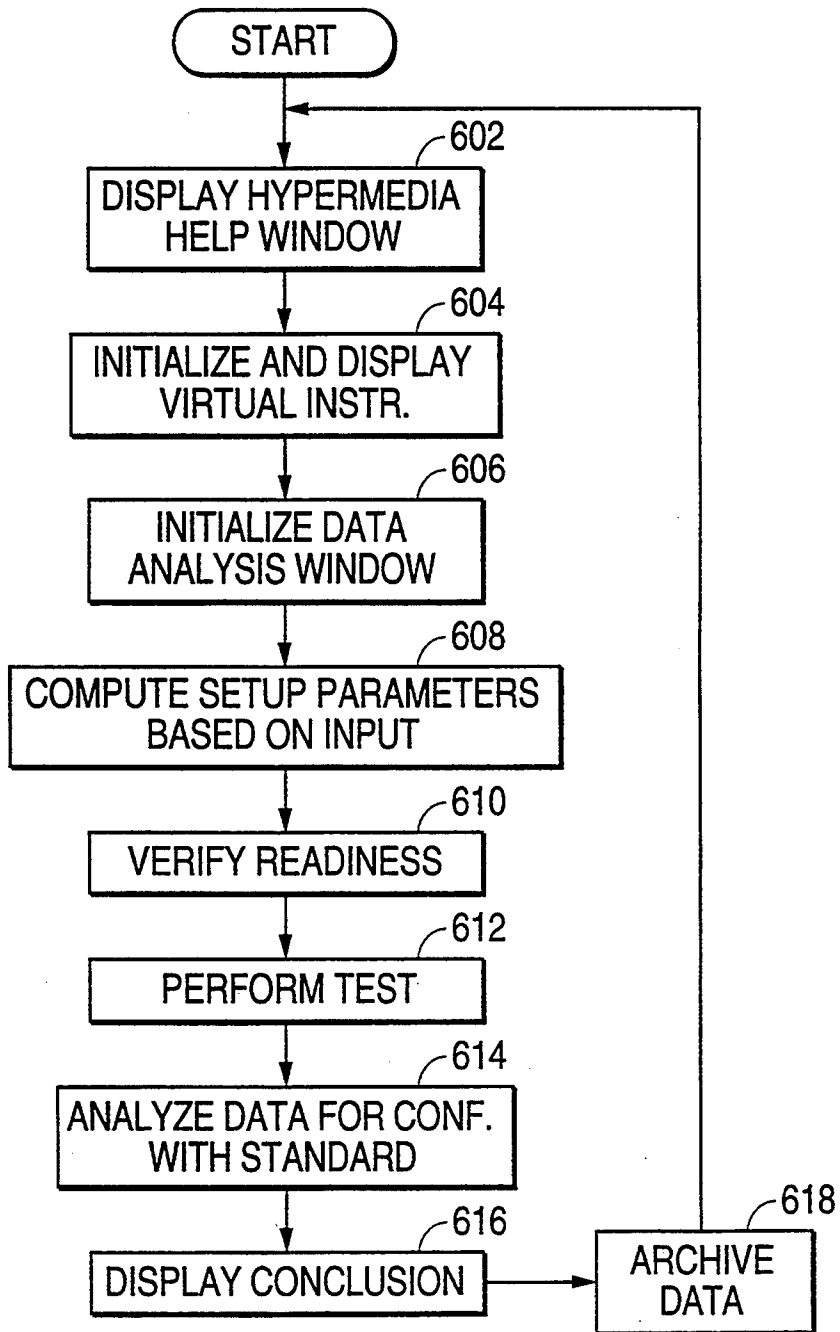 START
602
DISPLAY HYPERMEDIA
HELP WINDOW
604
INITIALIZE AND DISPLAY
VIRTUAL INSTR.
606
INITIALIZE DATA
ANALYSIS WINDOW
608
COMPUTE SETUP PARAMETERS
BASED ON INPUT
610
VERIFY READINESS
612
PERFORM TEST
614
ANALYZE DATA FOR CONF.
WITH STANDARD
616
DISPLAY CONCLUSION
618
ARCHIVE
DATA